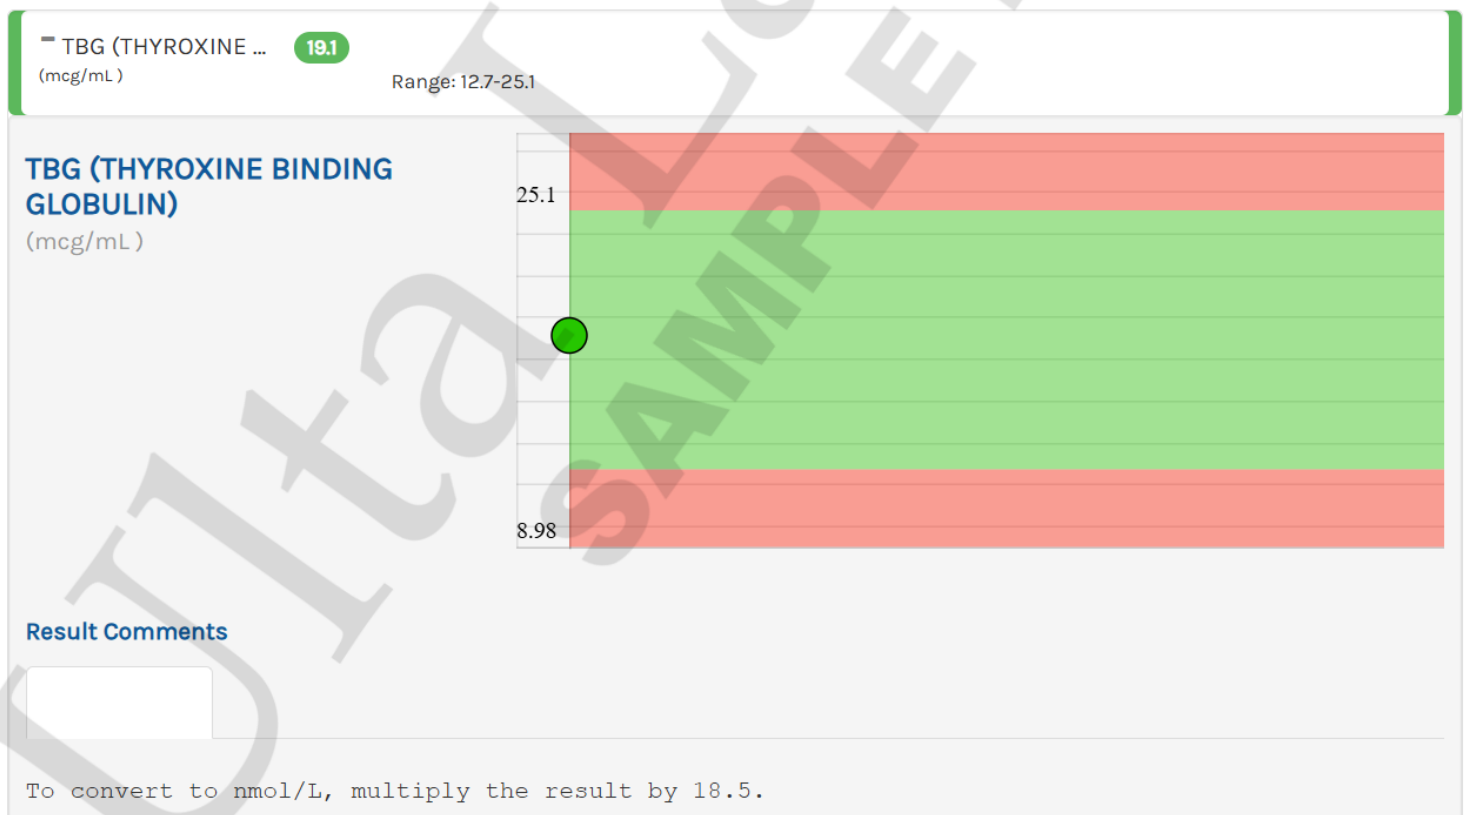 TBG (THYROXINE ... 19.1
(mcg/mL )
Range: 12.7-25.1
TBG (THYROXINE BINDING
GLOBULIN)
(mcg/mL )
25.1
8.98
Result Comments
To convert to nmol/L, multiply the result by 18.5.
Ulta L
SAMPLE